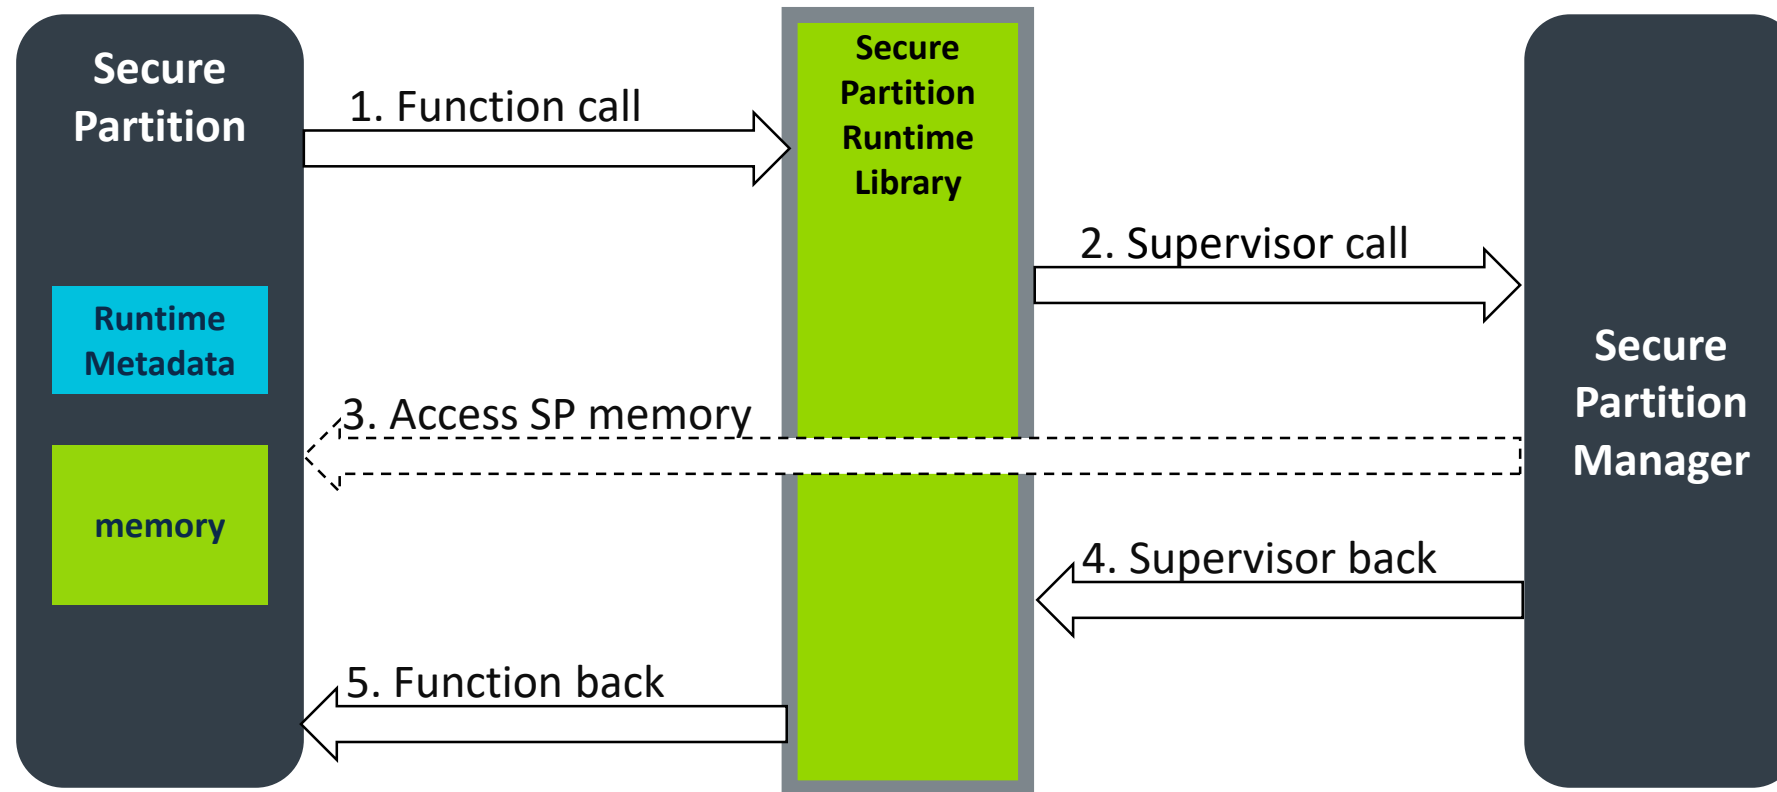 Secure
Partition
1. Function call
Secure
Partition
Runtime
Library
2. Supervisor call
Runtime
Metadata
3. Access SP memory
Secure
Partition
Manager
memory
4. Supervisor back
5. Function back